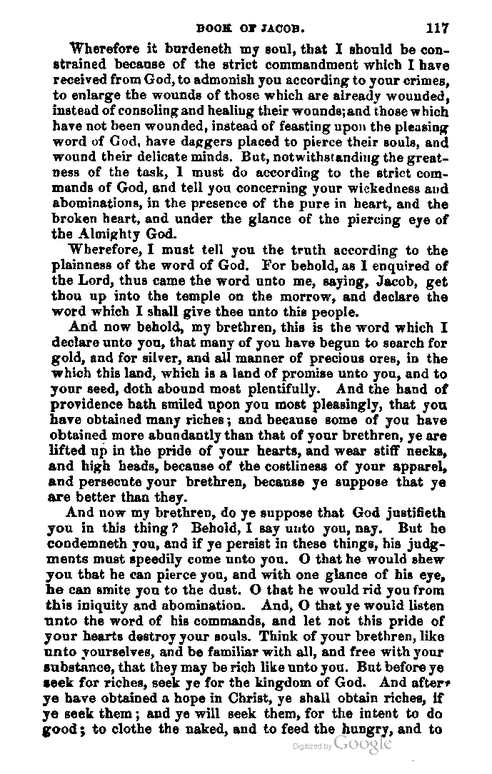 BOOK OF JACOB. 117
Wherefore it burdeneth my soul, that I should be con-
strained because of the strict commandment which I have
received from God, to admonish you according to your crimes,
to enlarge the wounds of those which are already wounded,
instead of consoling and healing their wounds; and those which
have not been wounded, instead of feasting upon the pleasing
word of God, have daggers placed to pierce their souls, and
wound their delicate minds. But, notwithstanding the great-
ness of the task, I must do according to the strict com-
mands of God, and tell you concerning your wickedness and
abominations, in the presence of the pure in heart, and the
broken heart, and under the glance of the piercing eye of
the Almighty God.
Wherefore, I must tell you the truth according to the
plainness of the word of God. For behold, as I enquired of
the Lord, thus came the word unto me, saying, Jacob, get
thou up into the temple on the morrow, and declare the
word which I shall give thee unto this people.
And now behold, my brethren, this is the word which I
declare unto you, that many of you have begun to search for
gold, and for silver, and all manner of precious ores, in the
which this land, which is a land of promise unto you, and to
your seed, doth abound most plentifully. And the hand of
providence hath smiled upon you most pleasingly, that you
have obtained many riches; and because some of you have
obtained more abundantly than that of your brethren, ye are
lifted up in the pride of your hearts, and wear stiff necks,
and high heads, because of the costliness of your apparel,
and persecute your brethren, because ye suppose that ye
are better than they.
And now my brethren, do ye suppose that God justifieth
you in this thing? Behold, I say unto you, nay. But he
condemneth you, and if ye persist in these things, his judg-
ments must speedily come unto you. O that he would shew
you that he can pierce you, and with one glance of his eye,
he can smite you to the dust. O that he would rid you from
this iniquity and abomination. And, O that ye would listen
unto the word of his commands, and let not this pride of
your hearts destroy your souls. Think of your brethren, like
unto yourselves, and be familiar with all, and free with your
substance, that they may be rich like unto you. But before ye
seek for riches, seek ye for the kingdom of God. And after
ye have obtained a hope in Christ, ye shall obtain riches, if
ye seek them; and ye will seek them, for the intent to do
good; to clothe the naked, and to feed the hungry, and to
Digitized by Google